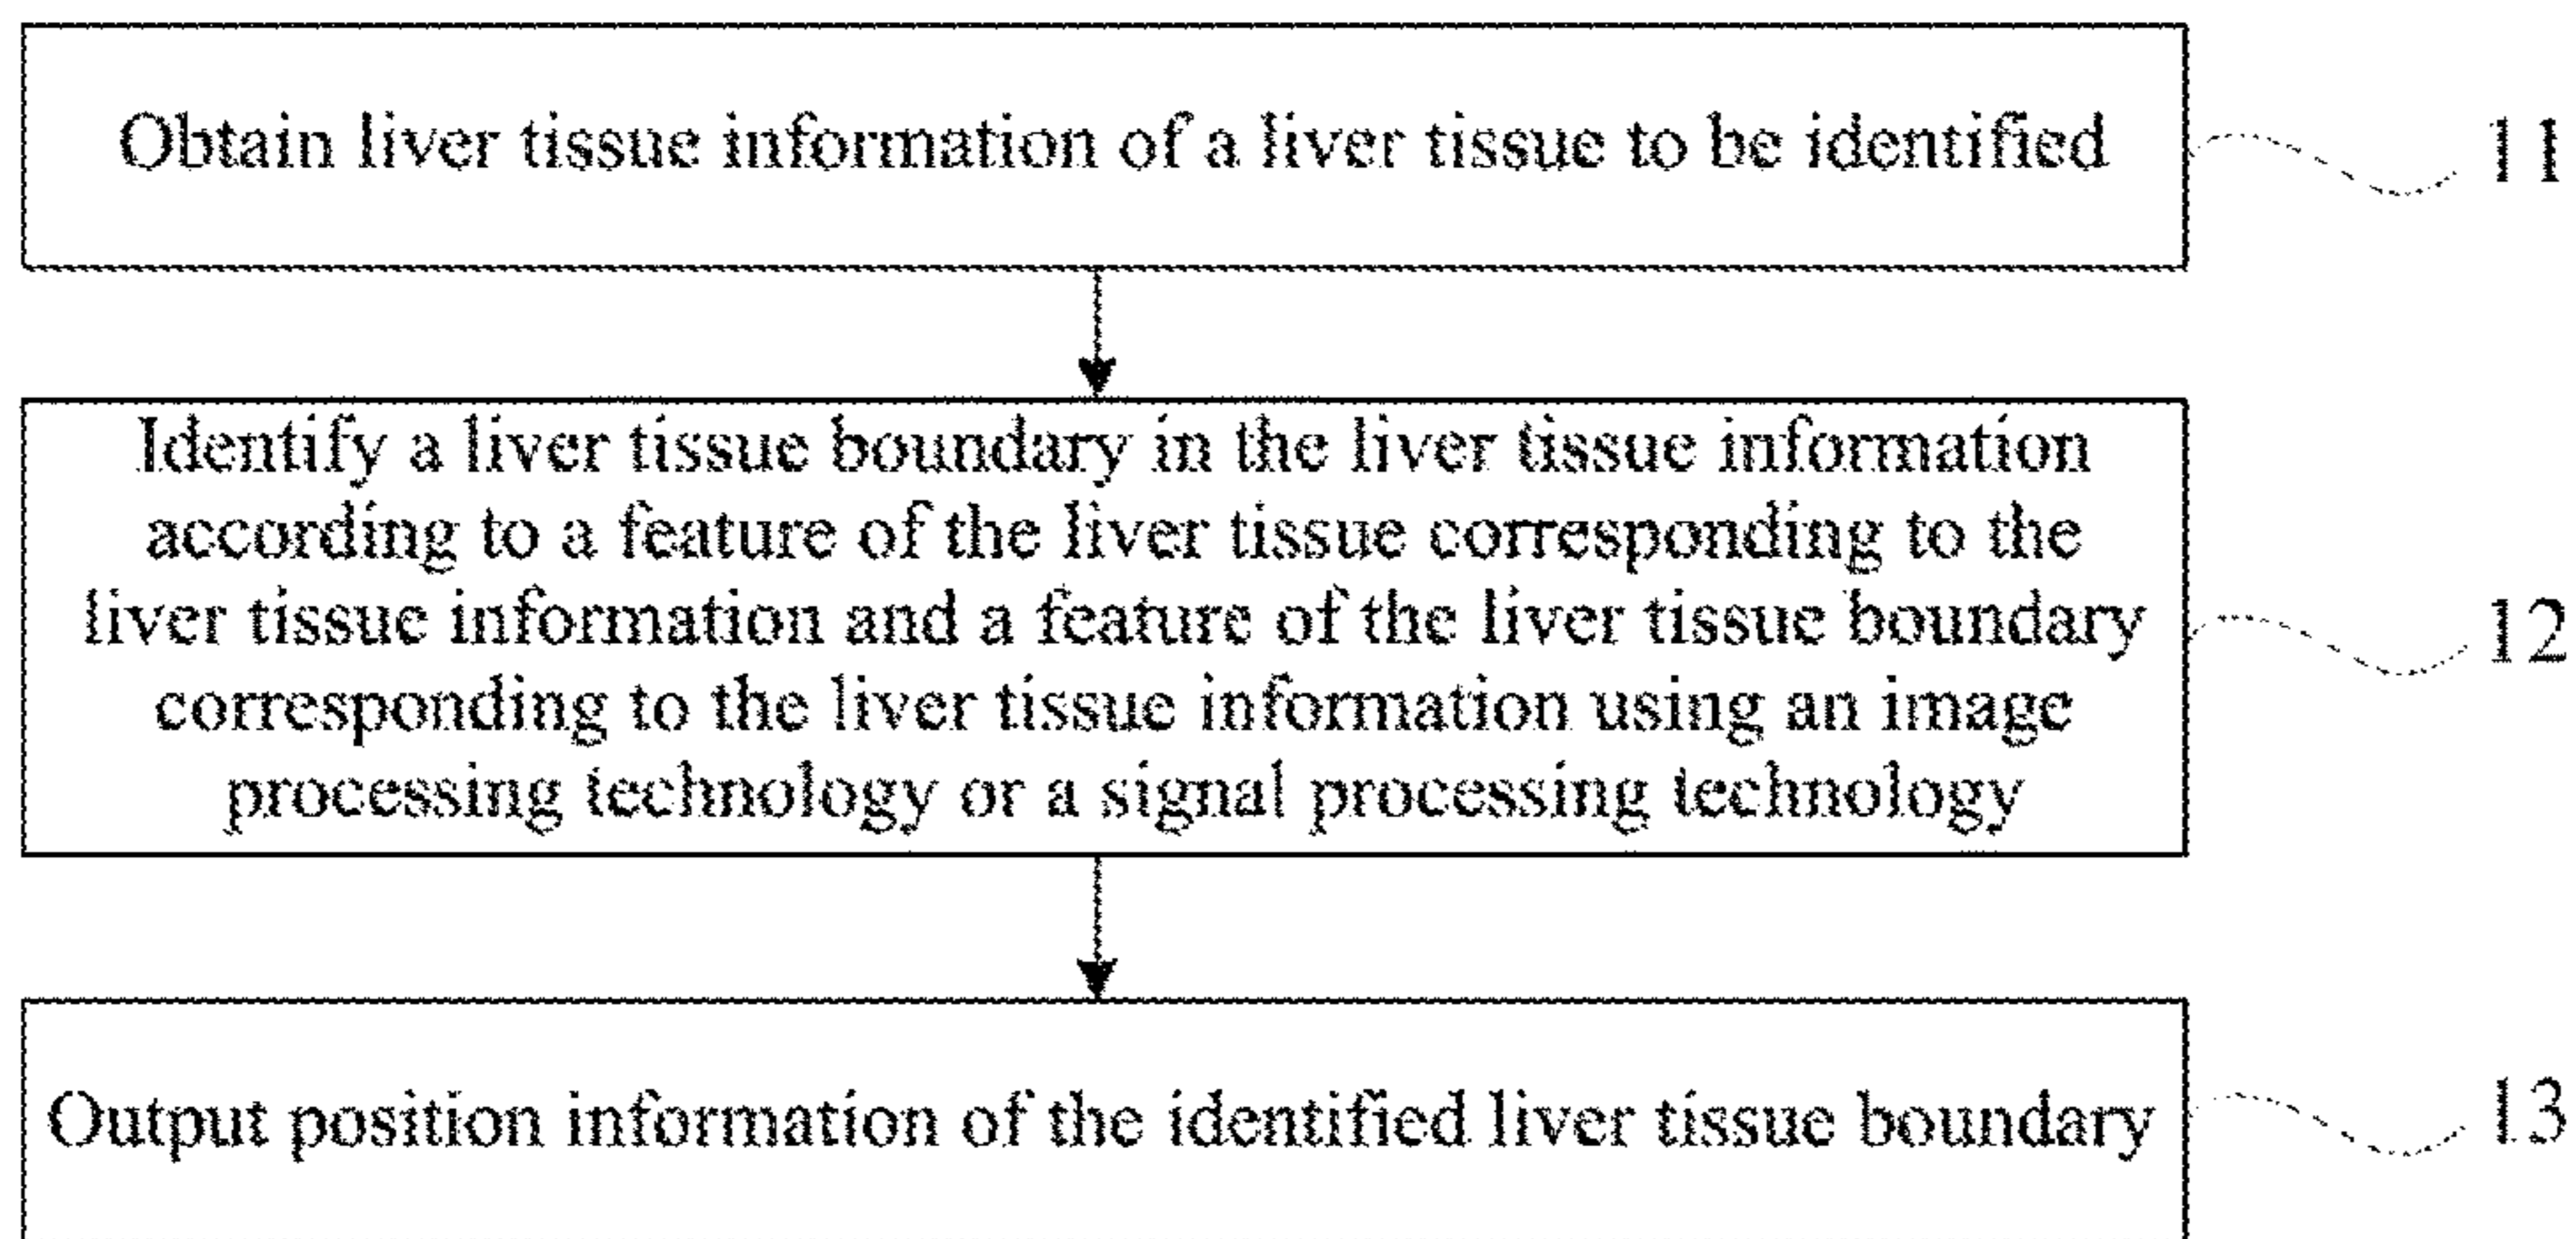 Obtain liver tissue information of a liver tissue to be identified
11
Identify a liver tissue boundary in the liver tissue information
according to a feature of the liver tissue corresponding to the
liver tissue information and a feature of the liver tissue boundary
corresponding to the liver tissue information using an image
processing technology or a signal processing technology
12
Output position information of the identified liver tissue boundary
13